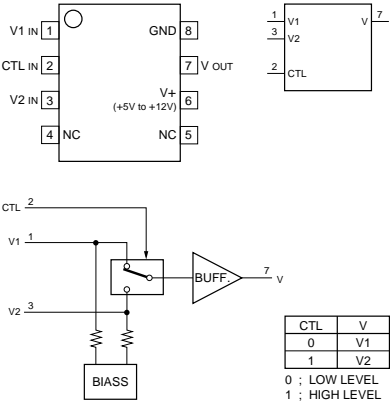 V1 IN 1
GND 8
CTL IN 2
7 V OUT
V2 IN 3
V+ 6
(+5V to +12V)
4 NC
NC 5
1 V1
V 7
3 V2
2 CTL
CTL 2
V1 1
BUFF.
7 V
V2 3
BIASS
CTL V
0 V1
1 V2
0 ; LOW LEVEL
1 ; HIGH LEVEL